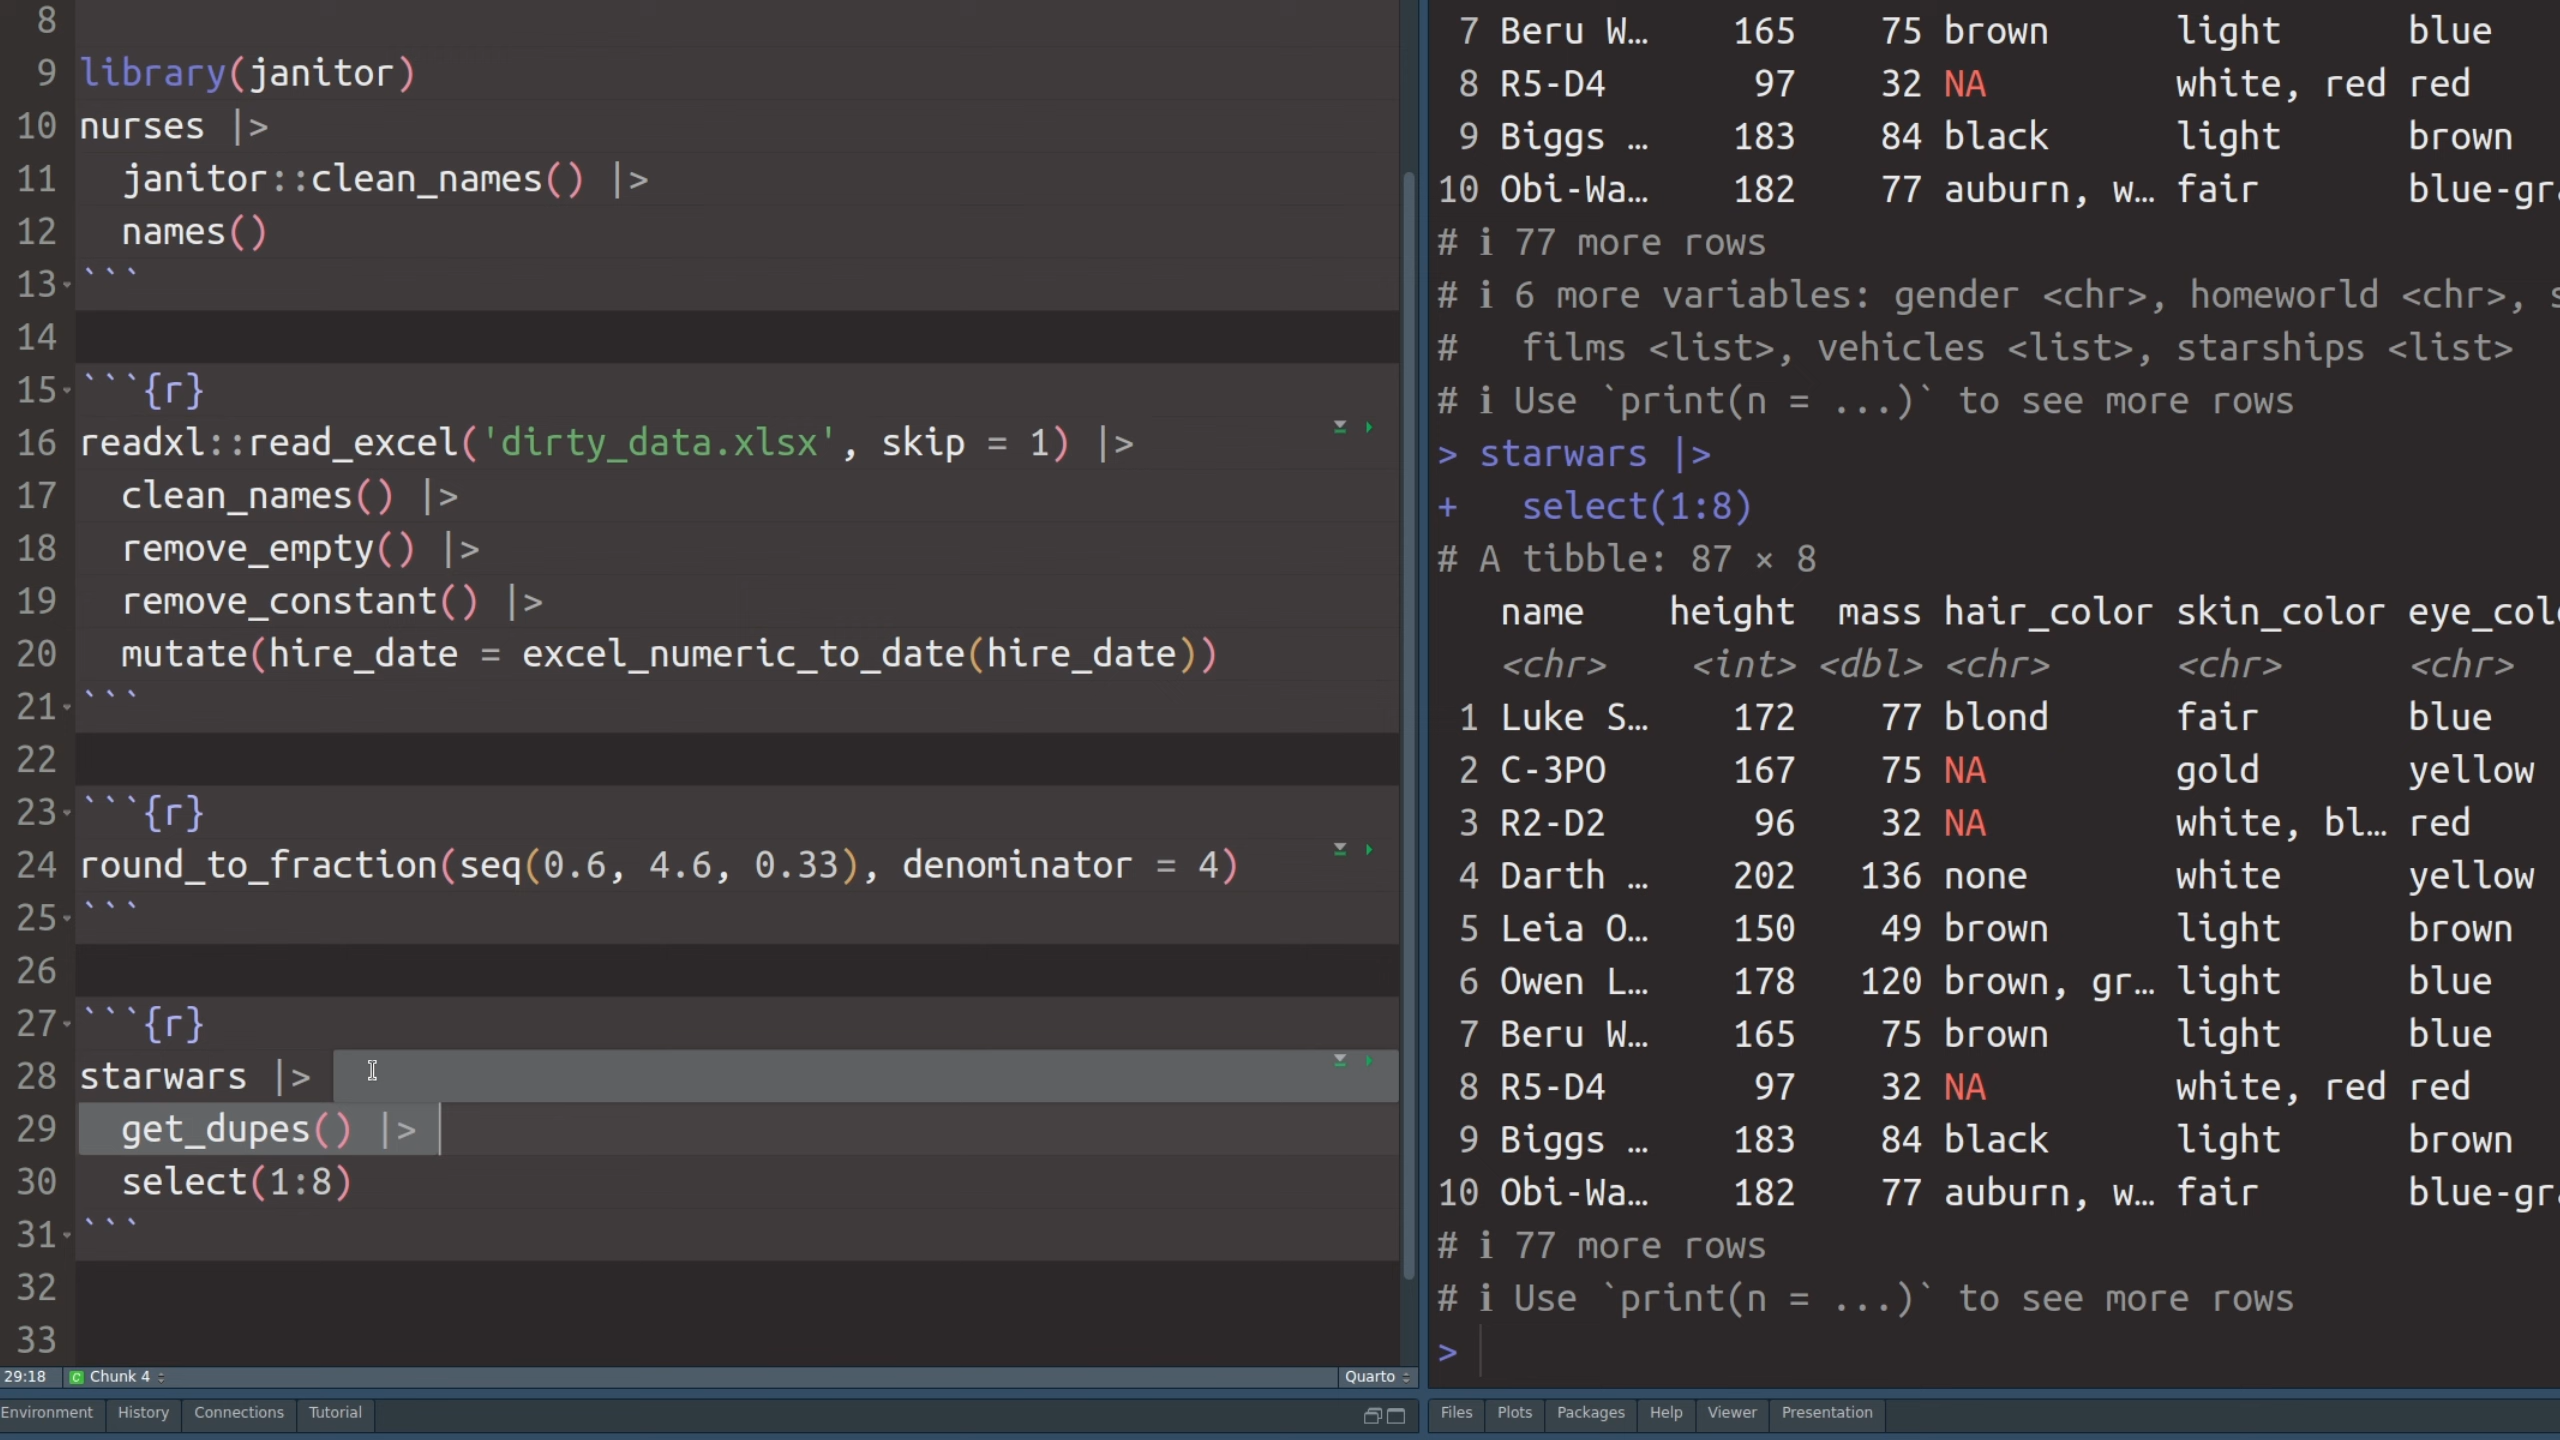 8
9 library(janitor)
10 nurses |>
11   janitor::clean_names() |>
12   names()
13 ```
14
15 ```{r}
16 readxl::read_excel('dirty_data.xlsx', skip = 1) |>
17   clean_names() |>
18   remove_empty() |>
19   remove_constant() |>
20   mutate(hire_date = excel_numeric_to_date(hire_date))
21 ```
22
23 ```{r}
24 round_to_fraction(seq(0.6, 4.6, 0.33), denominator = 4)
25 ```
26
27 ```{r}
28 starwars |>
29   get_dupes() |>
30   select(1:8)
31 ```
32
33
29:18 Chunk 4 Quarto
Environment History Connections Tutorial
7 Beru W… 165 75 brown light blue
8 R5-D4 97 32 NA white, red red
9 Biggs … 183 84 black light brown
10 Obi-Wa… 182 77 auburn, w… fair blue-gr
# ℹ 77 more rows
# ℹ 6 more variables: gender <chr>, homeworld <chr>,
#   films <list>, vehicles <list>, starships <list>
# ℹ Use `print(n = ...)` to see more rows
> starwars |>
+   select(1:8)
# A tibble: 87 × 8
name height mass hair_color skin_color eye_col
<chr> <int> <dbl> <chr> <chr> <chr>
1 Luke S… 172 77 blond fair blue
2 C-3PO 167 75 NA gold yellow
3 R2-D2 96 32 NA white, bl… red
4 Darth … 202 136 none white yellow
5 Leia O… 150 49 brown light brown
6 Owen L… 178 120 brown, gr… light blue
7 Beru W… 165 75 brown light blue
8 R5-D4 97 32 NA white, red red
9 Biggs … 183 84 black light brown
10 Obi-Wa… 182 77 auburn, w… fair blue-gr
# ℹ 77 more rows
# ℹ Use `print(n = ...)` to see more rows
>
Files Plots Packages Help Viewer Presentation